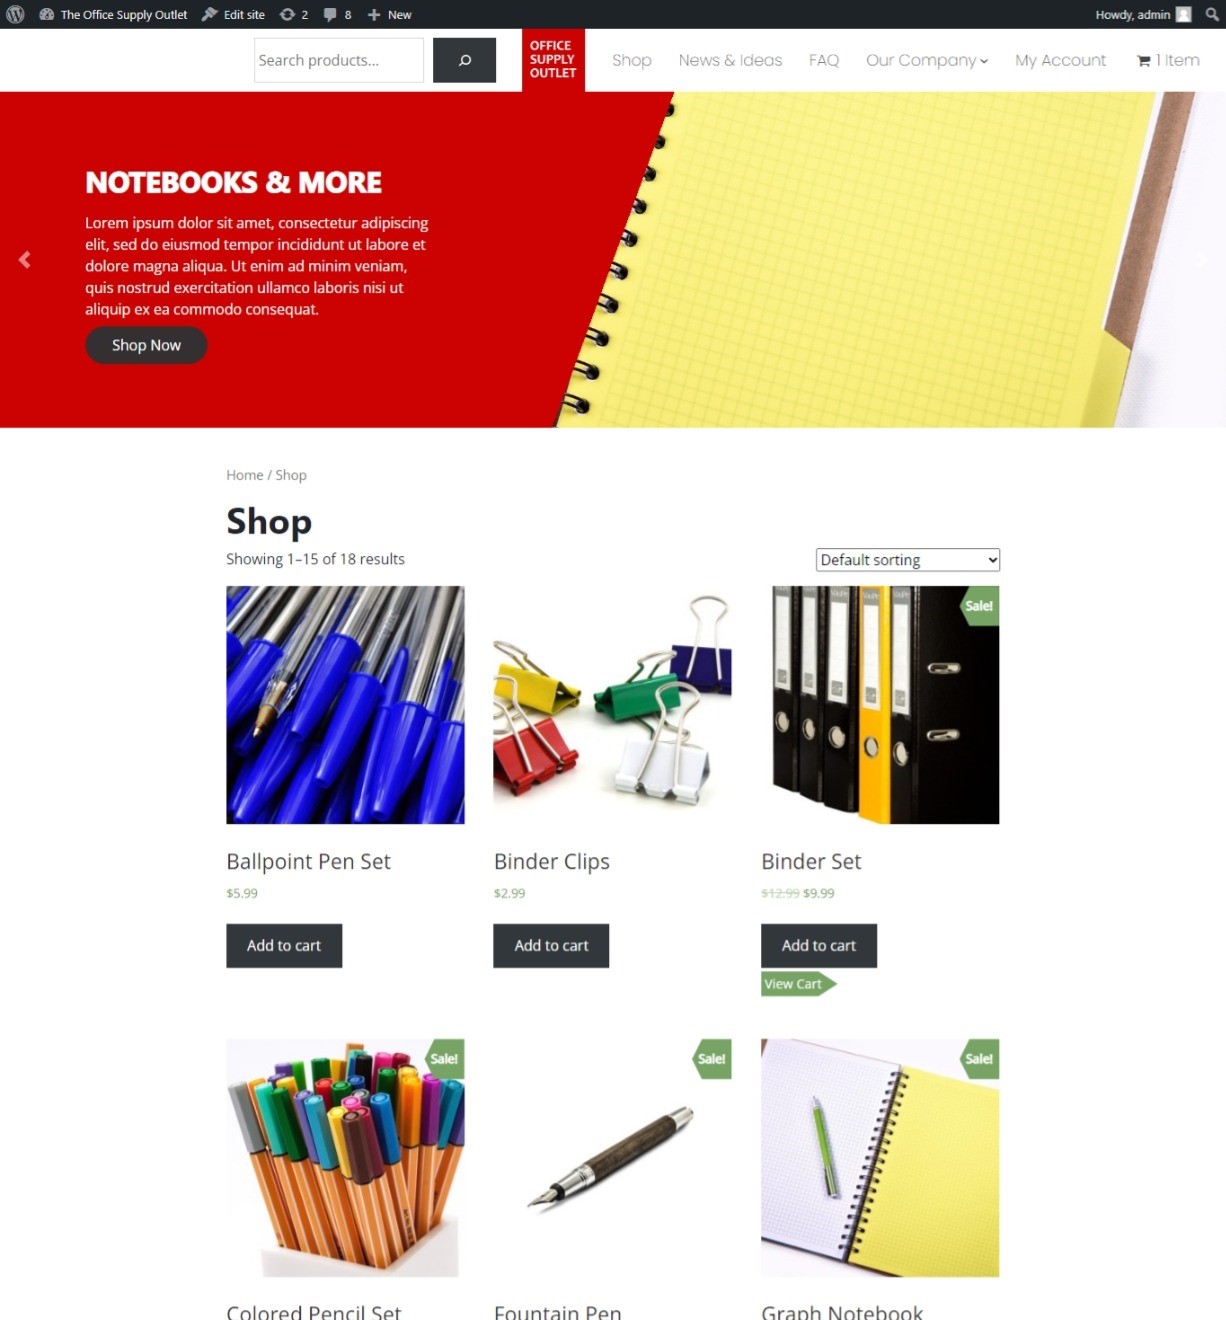 The Office Supply Outlet Edit site 2 8 New Howdy, admin
Search products...
OFFICE
SUPPLY
OUTLET
Shop News & Ideas FAQ Our Company My Account 1 Item
NOTEBOOKS & MORE
Lorem ipsum dolor sit amet, consectetur adipiscing
elit, sed do eiusmod tempor incididunt ut labore et
dolore magna aliqua. Ut enim ad minim veniam,
quis nostrud exercitation ullamco laboris nisi ut
aliquip ex ea commodo consequat.
Shop Now
Home / Shop
Shop
Showing 1–15 of 18 results
Default sorting
Sale!
Ballpoint Pen Set
$5.99
Add to cart
Binder Clips
$2.99
Add to cart
Binder Set
$12.99 $9.99
Add to cart
View Cart
Sale!
Sale!
Sale!
Colored Pencil Set
Fountain Pen
Graph Notebook